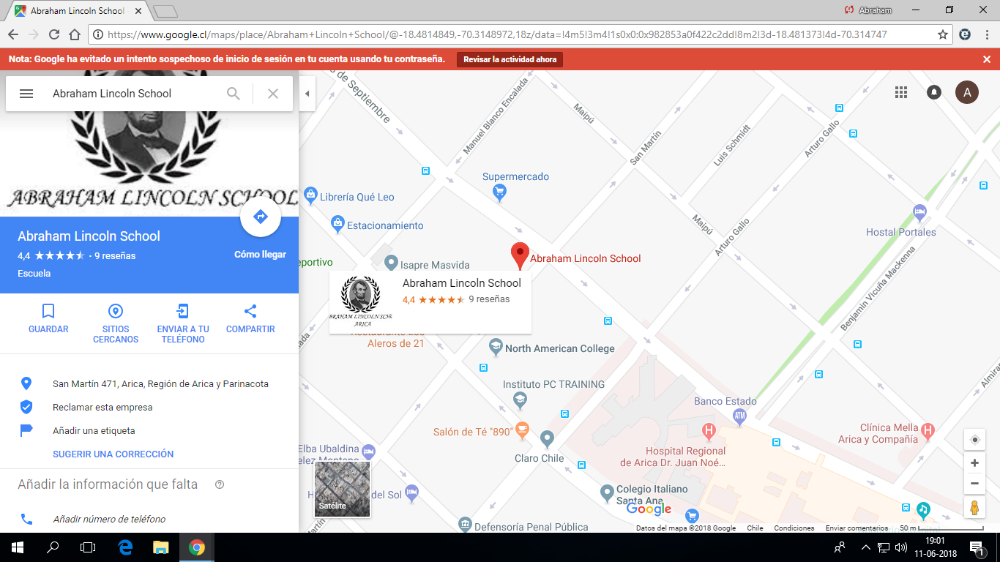 Abraham Lincoln School
Abraham
https://www.google.cl/maps/place/Abraham+Lincoln+School/@-18.4814849,-70.3148972,18z/data=!4m5!3m4!1s0x0:0x982853a0f422c2dd!8m2!3d-18.481373!4d-70.314747
Nota: Google ha evitado un intento sospechoso de inicio de sesión en tu cuenta usando tu contraseña.
Revisar la actividad ahora
Abraham Lincoln School
ABRAHAM LINCOLN SCHOOL
Abraham Lincoln School
4,4 · 9 reseñas
Escuela
Cómo llegar
GUARDAR
SITIOS
CERCANOS
ENVIAR A TU
TELÉFONO
COMPARTIR
San Martín 471, Arica, Región de Arica y Parinacota
Reclamar esta empresa
Añadir una etiqueta
SUGERIR UNA CORRECCIÓN
Añadir la información que falta
Añadir número de teléfono
A
de Septiembre
Manuel Blanco Encalada
Maipú
San Martín
Luis Schmidt
Arturo Gallo
Supermercado
Librería Qué Leo
Estacionamiento
Maipú
Arturo Gallo
Hostal Portales
eportivo
Isapre Masvida
Abraham Lincoln School
Abraham Lincoln School
4,4 9 reseñas
BRAHAM LINCOLN SCH
ARICA
Benjamín Vicuña Mackenna
Aleros de 21
North American College
Instituto PC TRAINING
Banco Estado
ATM
Salón de Té "890"
Clínica Mella
Arica y Compañía
Elba Ubaldina
Claro Chile
Hospital Regional
de Arica Dr. Juan Noé...
Colegio Italiano
Santa Ana
H
del Sol
Satélite
Google
Defensoría Penal Pública
Martín
Datos del mapa ©2018 Google Chile Condiciones Enviar comentarios 50 m
19:01
11-06-2018
1